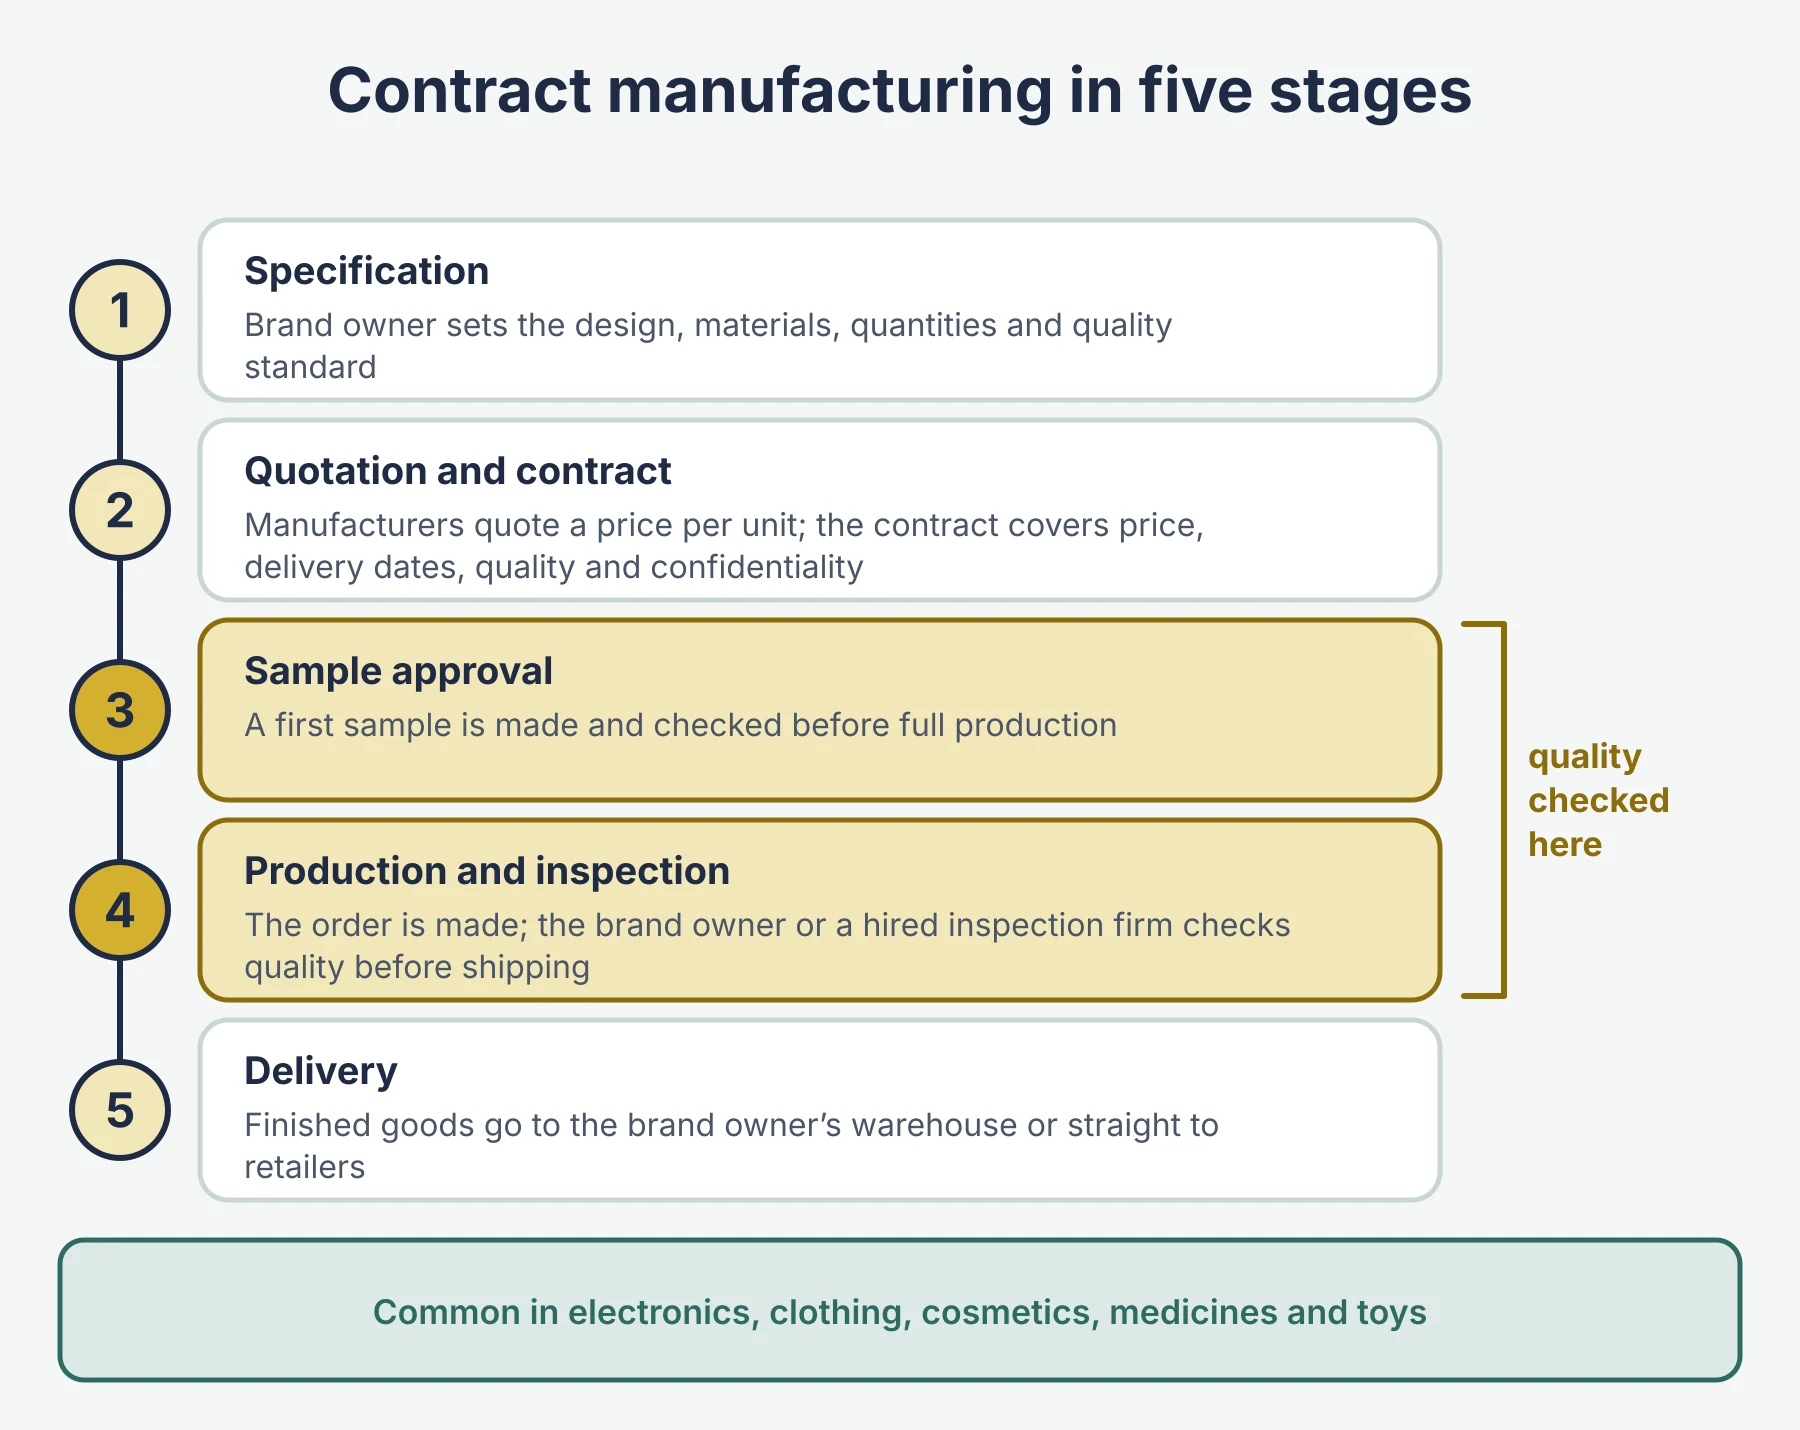 Contract manufacturing in five stages
1
Specification
Brand owner sets the design, materials, quantities and quality
standard
2
Quotation and contract
Manufacturers quote a price per unit; the contract covers price,
delivery dates, quality and confidentiality
3
Sample approval
A first sample is made and checked before full production
4
Production and inspection
The order is made; the brand owner or a hired inspection firm checks
quality before shipping
quality
checked
here
5
Delivery
Finished goods go to the brand owner’s warehouse or straight to
retailers
Common in electronics, clothing, cosmetics, medicines and toys